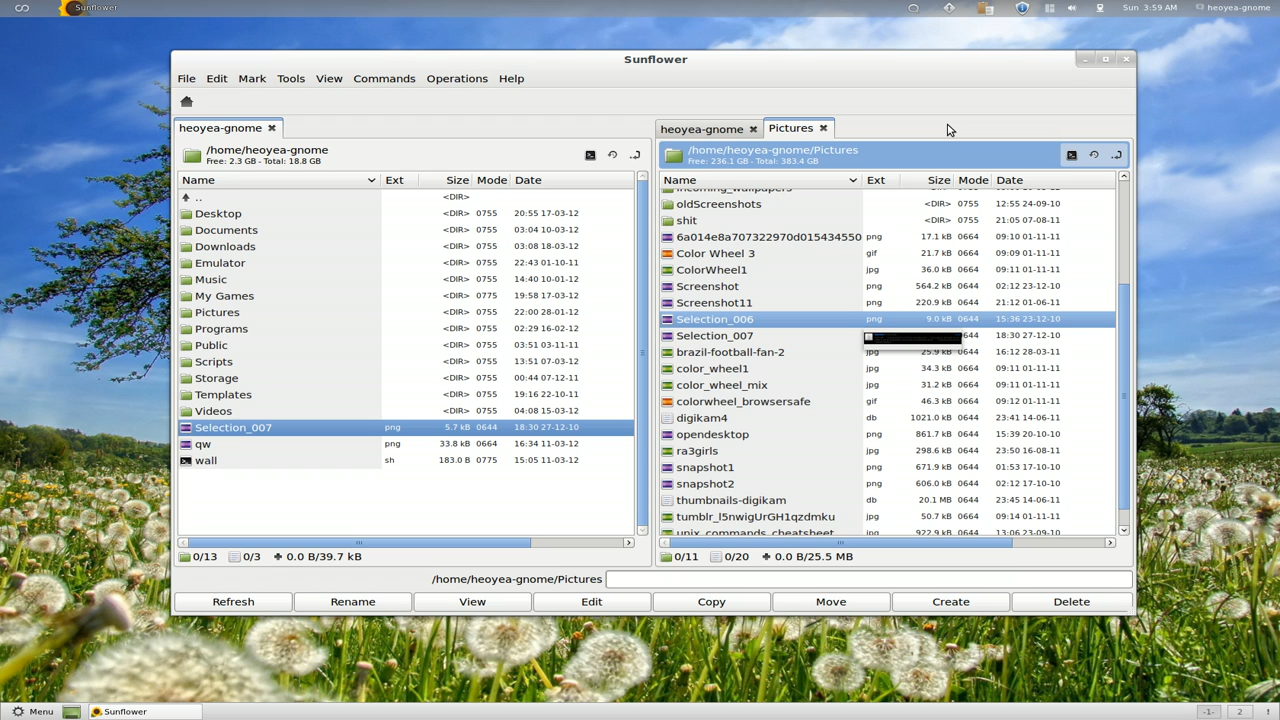 Sunflower
Sun 3:59 AM
heoyea-gnome
Sunflower
File Edit Mark Tools View Commands Operations Help
heoyea-gnome
/home/heoyea-gnome
Free: 2.3 GB - Total: 18.8 GB
Name Ext Size Mode Date
.. <DIR>
Desktop <DIR> 0755 20:55 17-03-12
Documents <DIR> 0755 03:04 10-03-12
Downloads <DIR> 0755 03:08 18-03-12
Emulator <DIR> 0755 22:43 01-10-11
Music <DIR> 0755 14:40 10-01-12
My Games <DIR> 0775 19:58 17-03-12
Pictures <DIR> 0755 22:00 28-01-12
Programs <DIR> 0755 02:29 16-02-12
Public <DIR> 0755 03:51 03-11-11
Scripts <DIR> 0755 13:51 07-03-12
Storage <DIR> 0755 00:44 07-12-11
Templates <DIR> 0755 19:16 22-10-11
Videos <DIR> 0755 04:08 15-03-12
Selection_007 png 5.7 kB 0644 18:30 27-12-10
qw png 33.8 kB 0644 16:34 11-03-12
wall sh 183.0 B 0775 15:05 11-03-12
0/13 0/3 0.0 B/39.7 kB
heoyea-gnome Pictures
/home/heoyea-gnome/Pictures
Free: 236.1 GB - Total: 383.4 GB
Name Ext Size Mode Date
incoming_wallpapers
oldScreenshots <DIR> 0755 12:55 24-09-10
shit <DIR> 0755 21:05 07-08-11
6a014e8a707322970d015434550 png 17.1 kB 0664 09:10 01-11-11
Color Wheel 3 gif 21.7 kB 0664 09:09 01-11-11
ColorWheel1 jpg 36.0 kB 0664 09:11 01-11-11
Screenshot png 564.2 kB 0644 02:12 23-12-10
Screenshot11 png 220.9 kB 0644 21:12 01-06-11
Selection_006 png 9.0 kB 0644 15:36 23-12-10
Selection_007 0644 18:30 27-12-10
brazil-football-fan-2 jpg 25.9 kB 0644 16:12 28-03-11
color_wheel1 jpg 34.3 kB 0664 09:11 01-11-11
color_wheel_mix jpg 31.2 kB 0664 09:11 01-11-11
colorwheel_browsersafe gif 46.3 kB 0664 09:12 01-11-11
digikam4 db 1021.0 kB 0644 23:41 14-06-11
opendesktop png 861.7 kB 0644 15:39 20-10-11
ra3girls jpg 298.6 kB 0644 23:50 16-08-11
snapshot1 png 671.9 kB 0644 01:53 17-10-10
snapshot2 png 606.0 kB 0644 02:12 17-10-10
thumbnails-digikam db 20.1 MB 0644 23:45 14-06-11
tumblr_l5nwigUrGH1qzdmku jpg 50.7 kB 0664 09:14 01-11-11
unix_commands_cheatsheet jpg 922.9 kB 0644 13:06 23-09-10
0/11 0/20 0.0 B/25.5 MB
/home/heoyea-gnome/Pictures
Refresh Rename View Edit Copy Move Create Delete
Menu
Sunflower
-1-
2